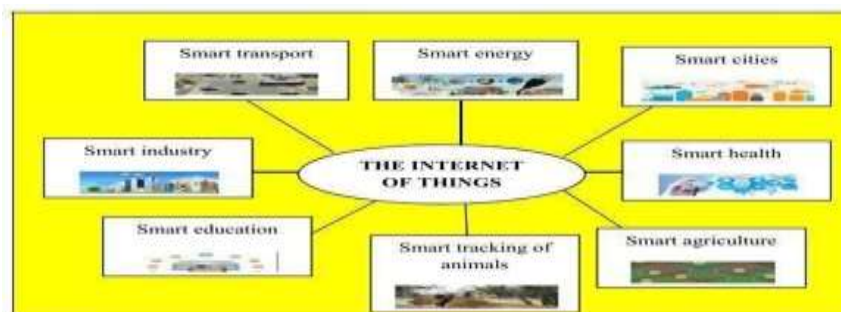 Smart transport
Smart energy
Smart cities
Smart industry
THE INTERNET
OF THINGS
Smart health
Smart education
Smart tracking of
animals
Smart agriculture